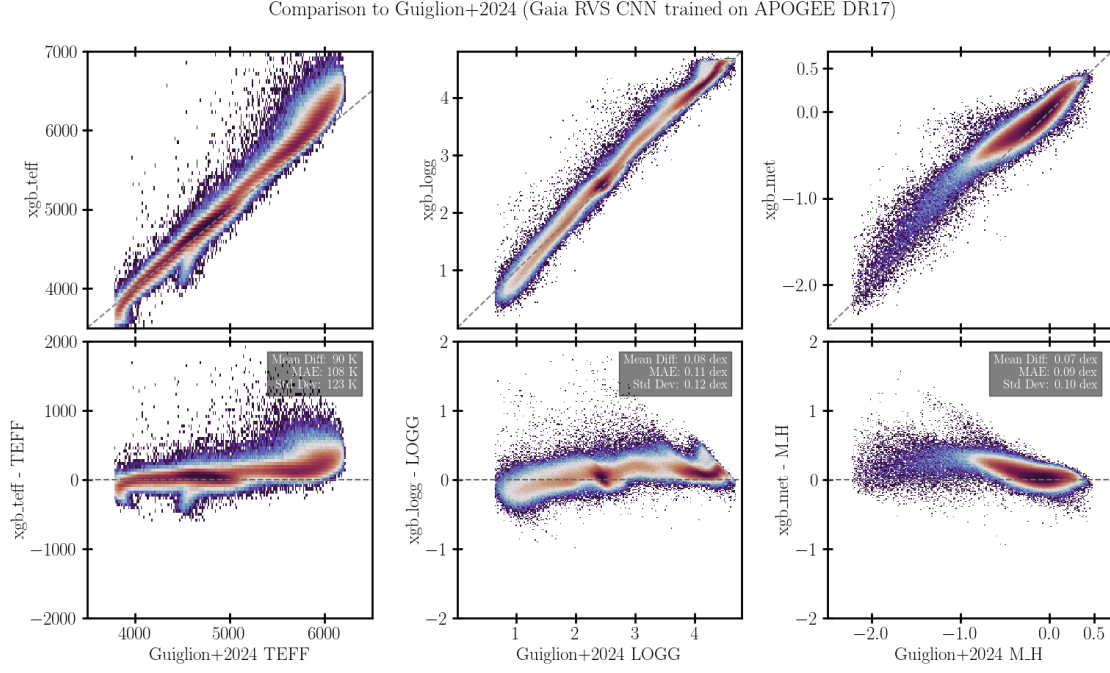 Comparison to Guiglion+2024 (Gaia RVS CNN trained on APOGEE DR17)
7000
6000
5000
4000
xgb_teff
4
3
2
1
xgb_logg
0.5
0.0
−1.0
−2.0
xgb_met
2000
1000
0
−1000
−2000
xgb_teff - TEFF
Mean Diff: 90 K
MAE: 108 K
Std Dev: 123 K
4000 5000 6000
Guiglion+2024 TEFF
2
1
0
−1
−2
xgb_logg - LOGG
Mean Diff: 0.08 dex
MAE: 0.11 dex
Std Dev: 0.12 dex
1 2 3 4
Guiglion+2024 LOGG
2
1
0
−1
−2
xgb_met - M_H
Mean Diff: 0.07 dex
MAE: 0.09 dex
Std Dev: 0.10 dex
−2.0 −1.0 0.0 0.5
Guiglion+2024 M_H